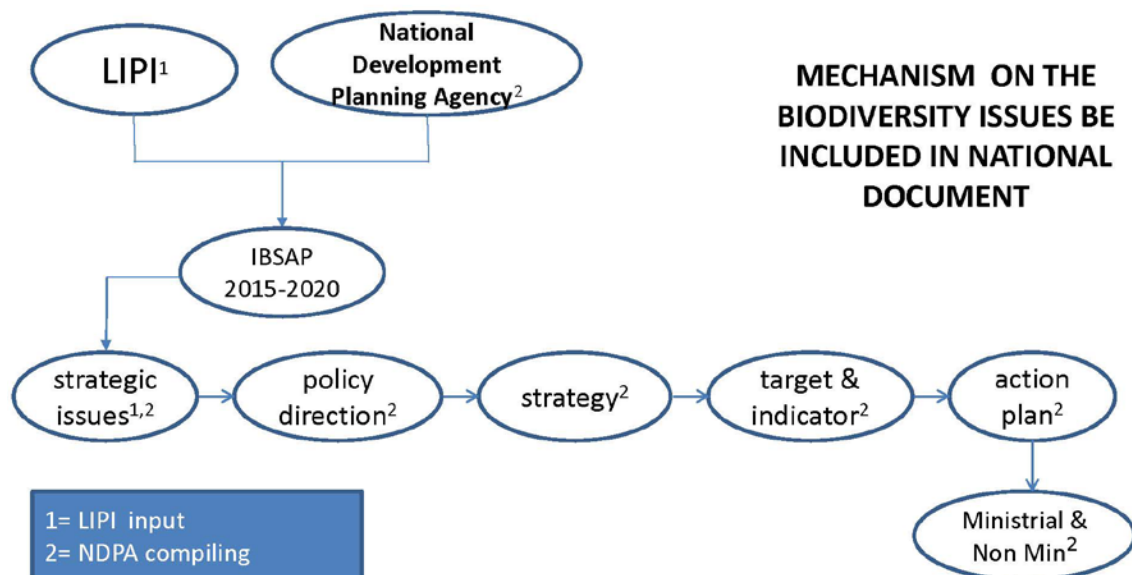 LIPI¹
National
Development
Planning Agency²
MECHANISM ON THE
BIODIVERSITY ISSUES BE
INCLUDED IN NATIONAL
DOCUMENT
IBSAP
2015-2020
strategic
issues¹,²
policy
direction²
strategy²
target &
indicator²
action
plan²
1= LIPI input
2= NDPA compiling
Ministrial &
Non Min²